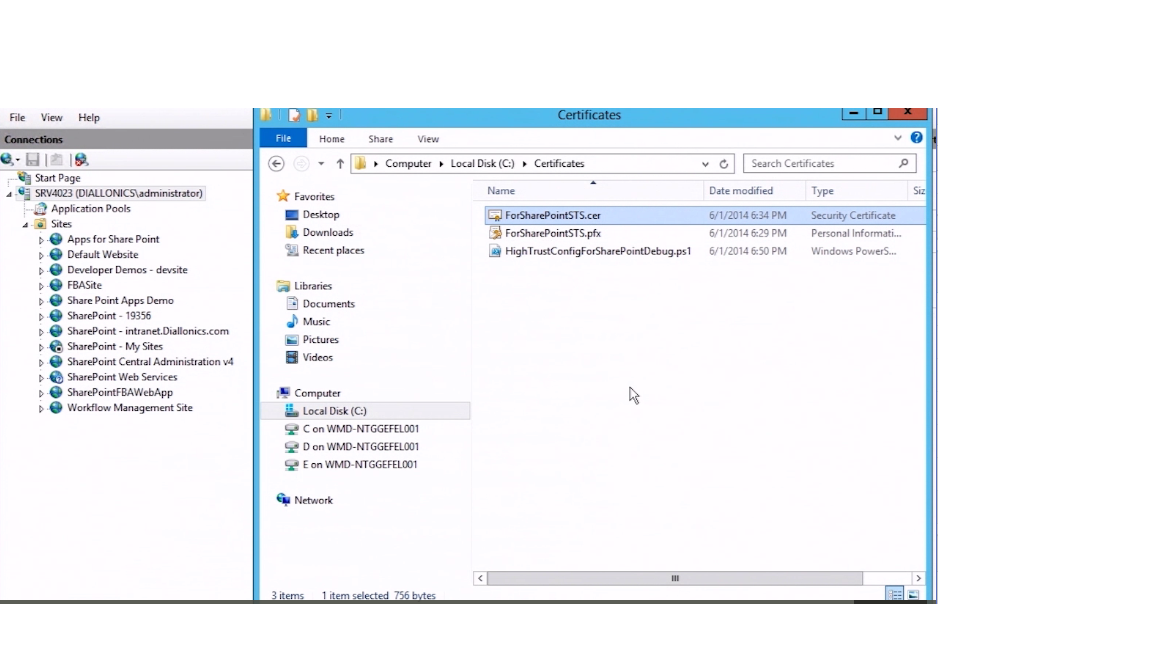 File View Help
Connections
Start Page
SRV4023 (DIALLONICS\administrator)
Application Pools
Sites
Apps for Share Point
Default Website
Developer Demos - devsite
FBASite
Share Point Apps Demo
SharePoint - 19356
SharePoint - intranet.Diallonics.com
SharePoint - My Sites
SharePoint Central Administration v4
SharePoint Web Services
SharePointFBAWebApp
Workflow Management Site
Certificates
File Home Share View
Computer Local Disk (C:) Certificates
Search Certificates
Favorites
Desktop
Downloads
Recent places
Libraries
Documents
Music
Pictures
Videos
Computer
Local Disk (C:)
C on WMD-NTGGEFEL001
D on WMD-NTGGEFEL001
E on WMD-NTGGEFEL001
Network
Name Date modified Type Siz
ForSharePointSTS.cer 6/1/2014 6:34 PM Security Certificate
ForSharePointSTS.pfx 6/1/2014 6:29 PM Personal Informati...
HighTrustConfigForSharePointDebug.ps1 6/1/2014 6:50 PM Windows PowerS...
3 items 1 item selected 756 bytes